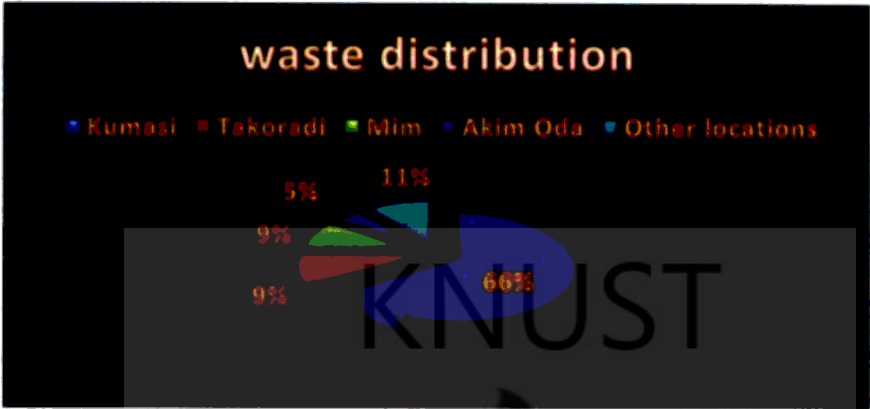 waste distribution
Kumasi Takoradi Mim Akim Oda Other locations
11%
5%
9%
66%
9%
KNUST